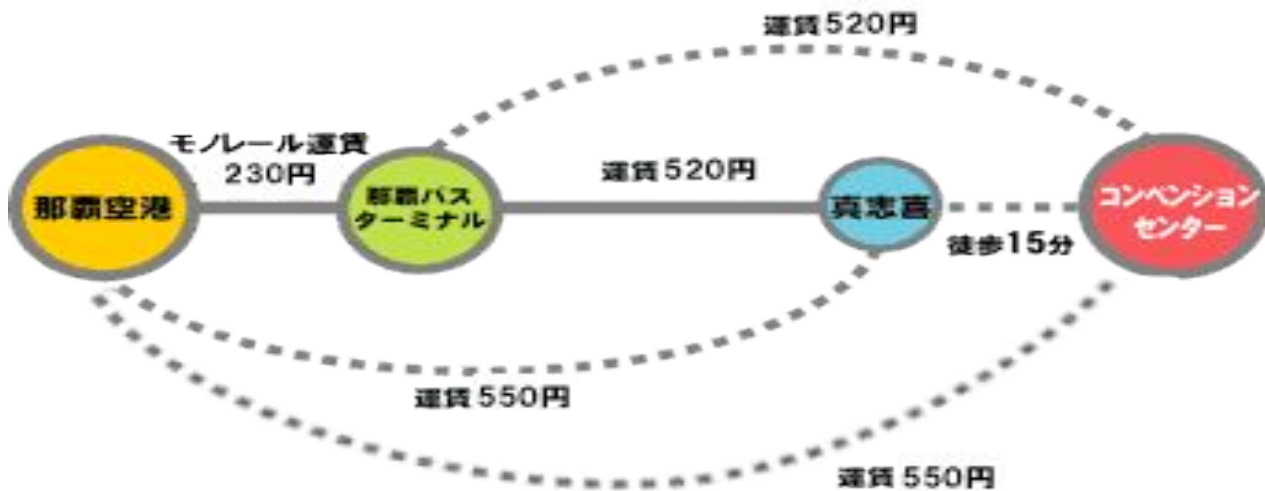 運賃520円
モノレール運賃
230円
那覇空港
那覇バス
ターミナル
運賃520円
真志喜
徒歩15分
コンベンション
センター
運賃550円
運賃550円